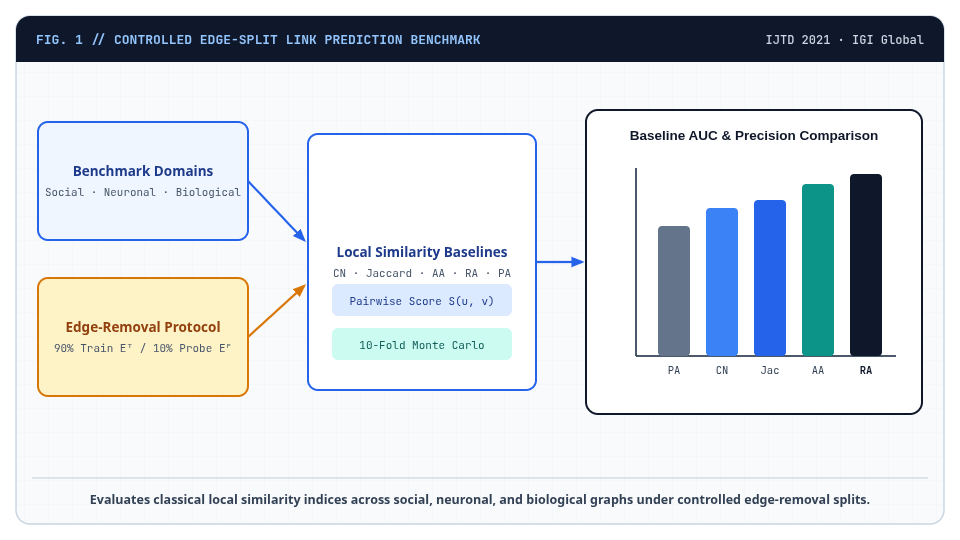 FIG. 1 // CONTROLLED EDGE-SPLIT LINK PREDICTION BENCHMARK
IJTD 2021 · IGI Global
Benchmark Domains
Social · Neuronal · Biological
Edge-Removal Protocol
90% Train Eᵀ / 10% Probe Eᴾ
Local Similarity Baselines
CN · Jaccard · AA · RA · PA
Pairwise Score S(u, v)
10-Fold Monte Carlo
Baseline AUC & Precision Comparison
PA CN Jac AA RA
Evaluates classical local similarity indices across social, neuronal, and biological graphs under controlled edge-removal splits.